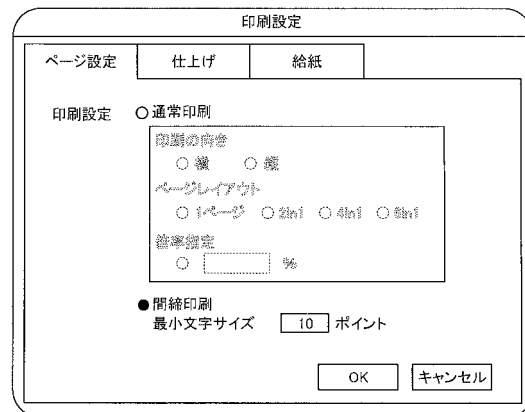 印刷設定
ページ設定 仕上げ 給紙
印刷設定 ○通常印刷
印刷の向き
○ 横 ○ 縦
ページレイアウト
○ 1ページ ○ 2in1 ○ 4in1 ○ 8in1
倍率指定
○ %
●間締印刷
最小文字サイズ 10 ポイント
OK キャンセル